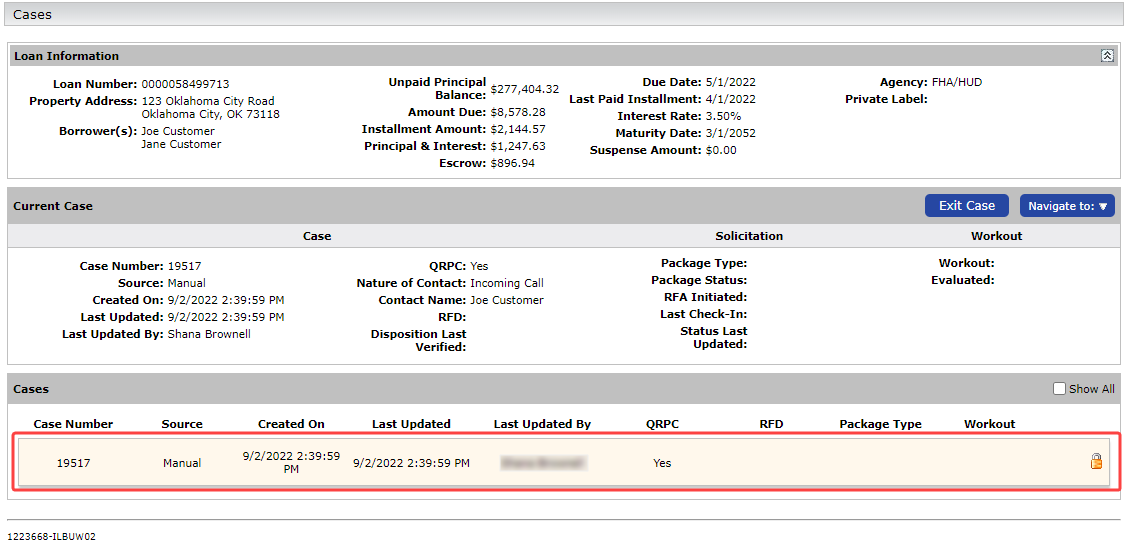 Cases
Loan Information
Loan Number: 0000058499713
Property Address: 123 Oklahoma City Road
Oklahoma City, OK 73118
Borrower(s): Joe Customer
Jane Customer
Unpaid Principal
Balance: $277,404.32
Amount Due: $8,578.28
Installment Amount: $2,144.57
Principal & Interest: $1,247.63
Escrow: $896.94
Due Date: 5/1/2022
Last Paid Installment: 4/1/2022
Interest Rate: 3.50%
Maturity Date: 3/1/2052
Suspense Amount: $0.00
Agency: FHA/HUD
Private Label:
Current Case
Exit Case
Navigate to:
Case
Solicitation
Workout
Case Number: 19517
Source: Manual
Created On: 9/2/2022 2:39:59 PM
Last Updated: 9/2/2022 2:39:59 PM
Last Updated By: Shana Brownell
QRPC: Yes
Nature of Contact: Incoming Call
Contact Name: Joe Customer
RFD:
Disposition Last
Verified:
Package Type:
Package Status:
RFA Initiated:
Last Check-In:
Status Last
Updated:
Workout:
Evaluated:
Cases
Show All
Case Number Source Created On Last Updated Last Updated By QRPC RFD Package Type Workout
19517 Manual 9/2/2022 2:39:59
PM 9/2/2022 2:39:59 PM Yes
1223668-ILBUW02